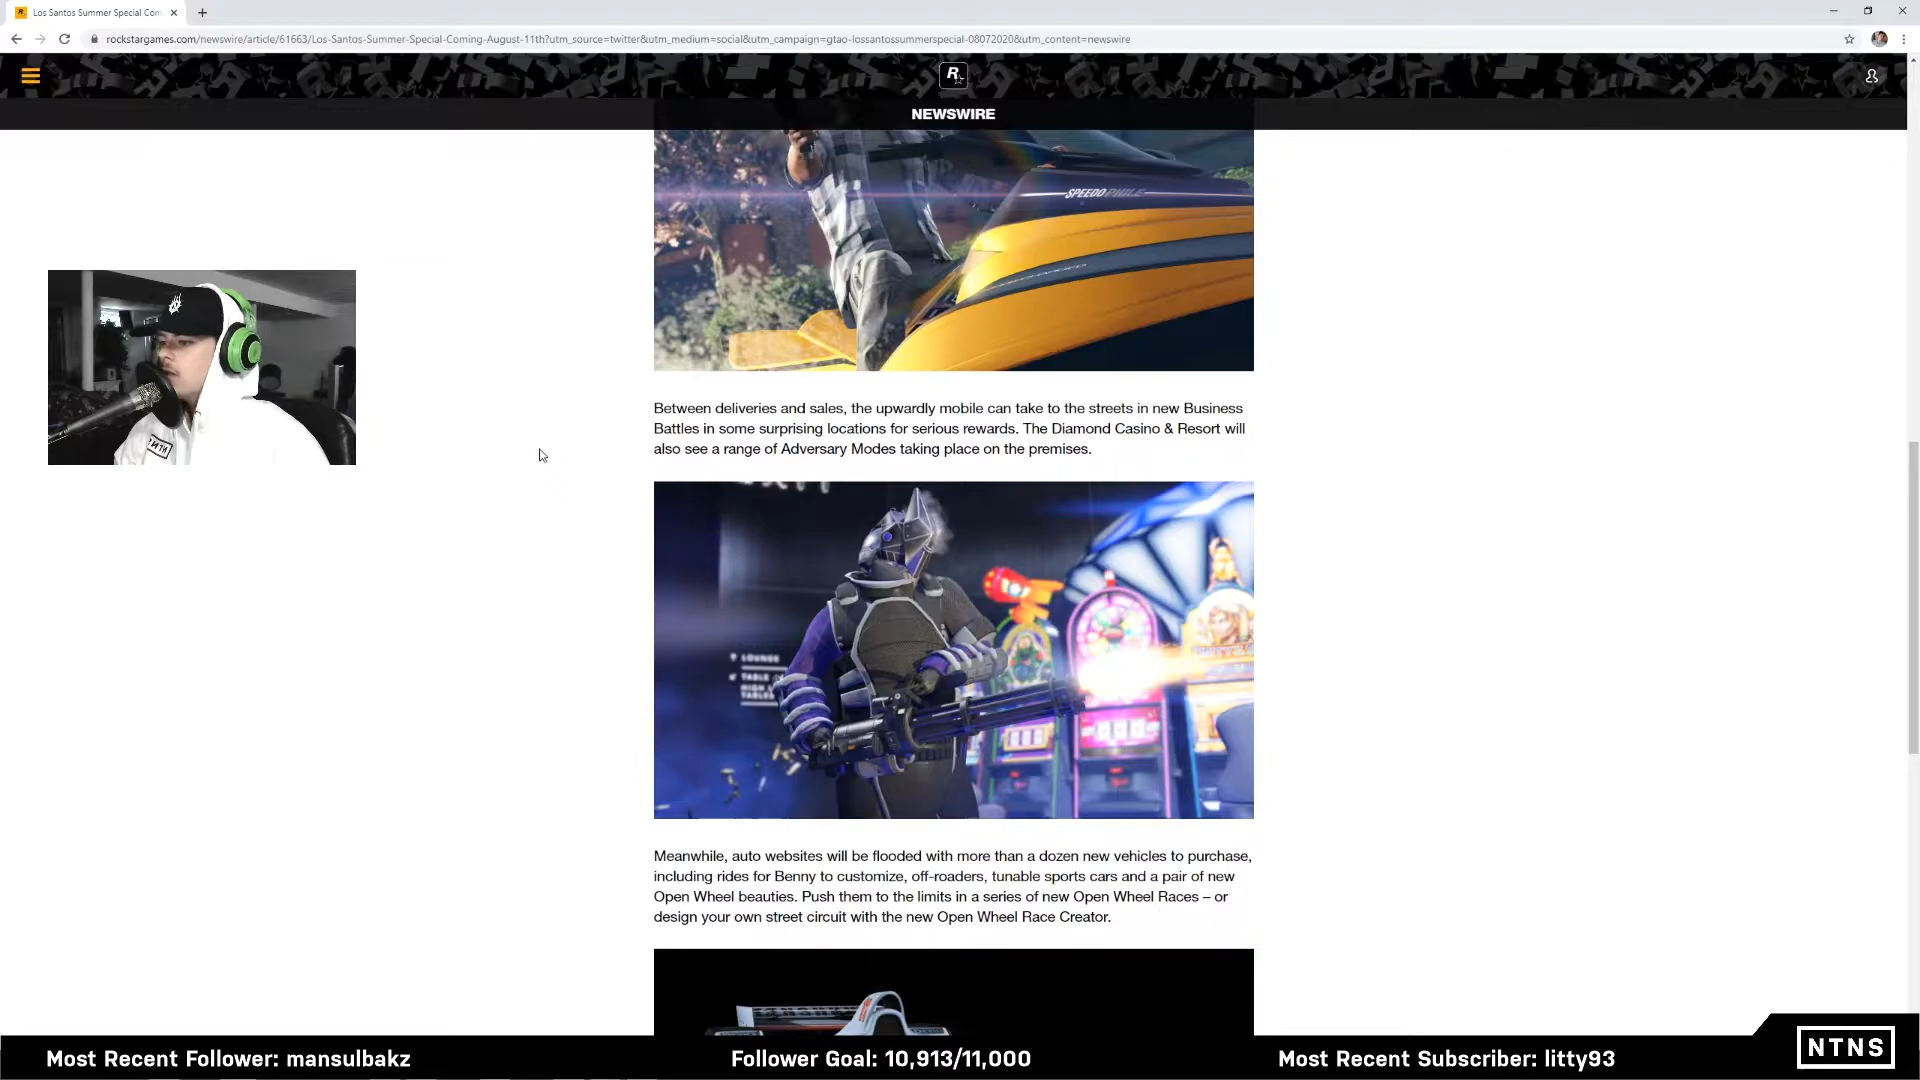 Los Santos Summer Special Com
rockstargames.com/newswire/article/61663/Los-Santos-Summer-Special-Coming-August-11th?utm_source=twitter&utm_medium=social&utm_campaign=gtao-lossantossummerspecial-08072020&utm_content=newswire
NEWSWIRE
SPEEDOPHILE
Between deliveries and sales, the upwardly mobile can take to the streets in new Business
Battles in some surprising locations for serious rewards. The Diamond Casino & Resort will
also see a range of Adversary Modes taking place on the premises.
LOUNGE
TABLE
HIGH L
TABLES
Meanwhile, auto websites will be flooded with more than a dozen new vehicles to purchase,
including rides for Benny to customize, off-roaders, tunable sports cars and a pair of new
Open Wheel beauties. Push them to the limits in a series of new Open Wheel Races – or
design your own street circuit with the new Open Wheel Race Creator.
Most Recent Follower: mansulbakz
Follower Goal: 10,913/11,000
Most Recent Subscriber: litty93
NTNS